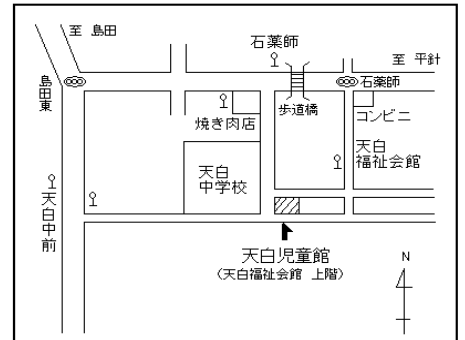 至 島田
石薬師
至 平針
島田東
石薬師
歩道橋
コンビニ
焼き肉店
天白
福祉会館
天白
中学校
天白中前
天白児童館
(天白福祉会館 上階)
N